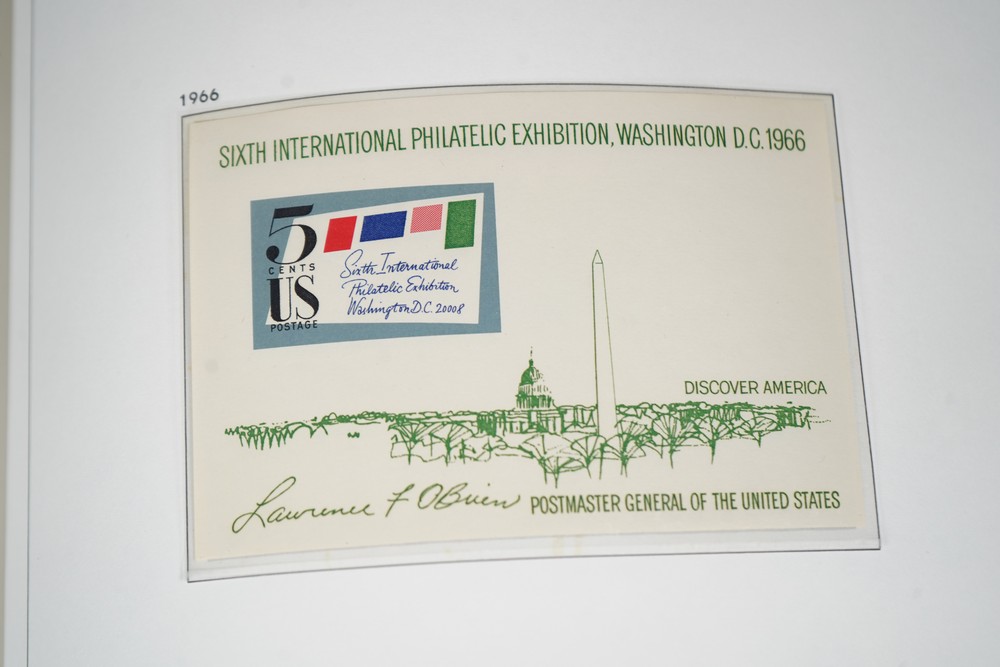 1966
SIXTH INTERNATIONAL PHILATELIC EXHIBITION, WASHINGTON D.C. 1966
5
CENTS
US
POSTAGE
Sixth International
Philatelic Exhibition
Washington D.C. 20008
DISCOVER AMERICA
Lawrence F O'Brien POSTMASTER GENERAL OF THE UNITED STATES